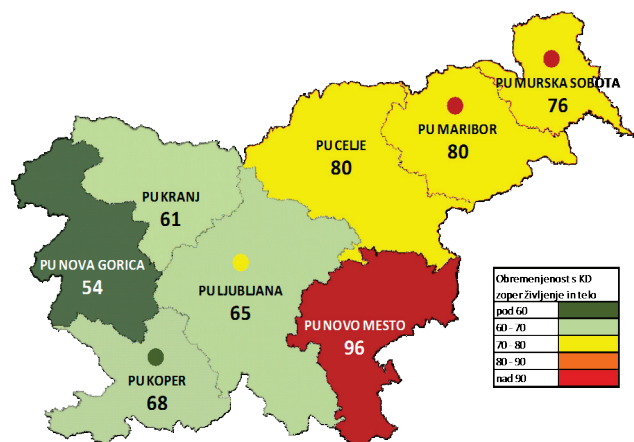 PU MURSKA SOBOTA
76
PU MARIBOR
80
PU CELJE
80
PU KRANJ
61
PU NOVA GORICA
54
PU LJUBLJANA
65
PU NOVO MESTO
96
PU KOPER
68
Obremenjenost s KD
zoper življenje in telo
pod 60
60 - 70
70 - 80
80 - 90
nad 90